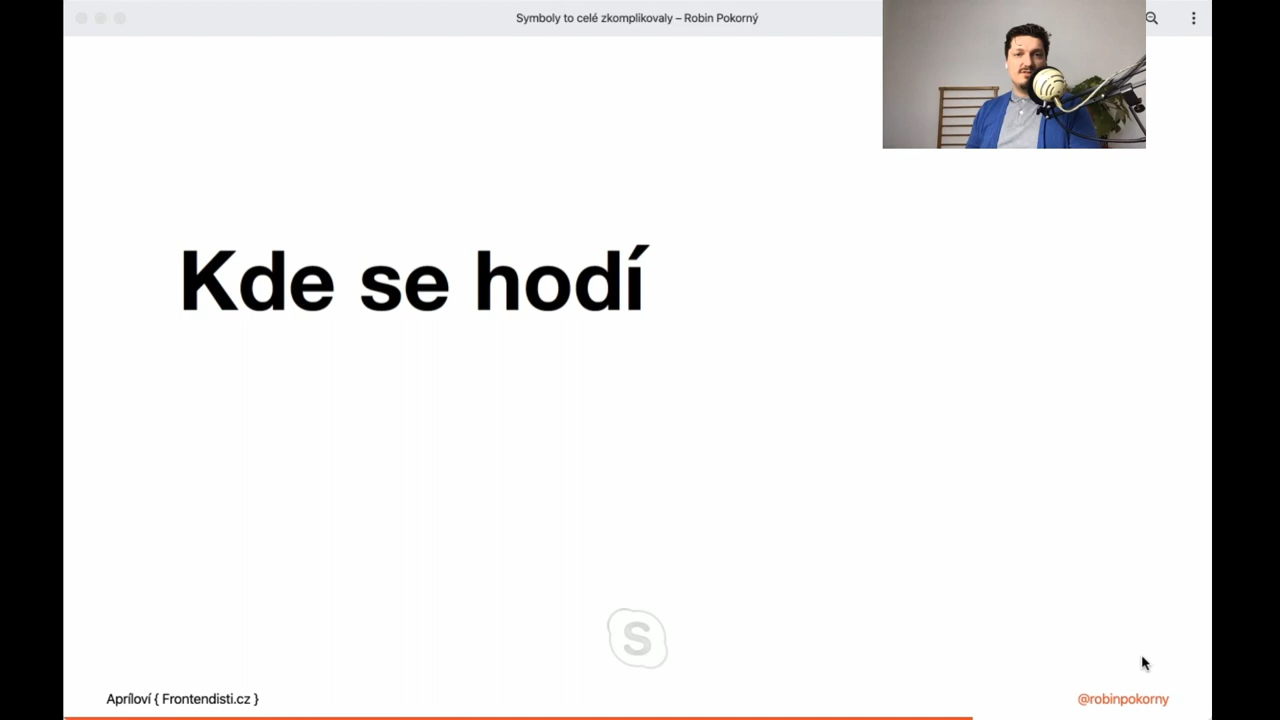 Symboly to celé zkomplikovaly – Robin Pokorný
Kde se hodí
S
Apríloví { Frontendisti.cz }
@robinpokorny